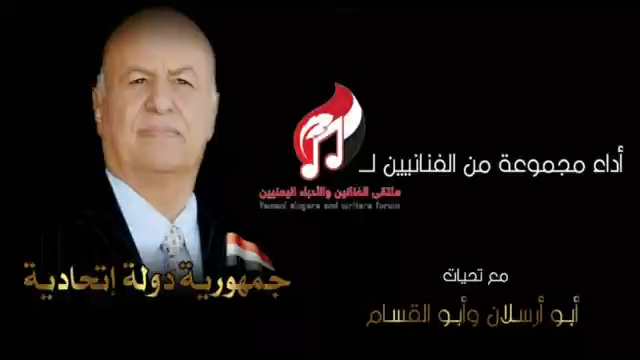 أداء مجموعة من الفنانيين لـ
ملتقى الفنانين والأدباء اليمنيين
Yemeni singers and writers forum
جمهورية دولة إتحادية
مع تحيات
أبو أرسلان وأبو القسام